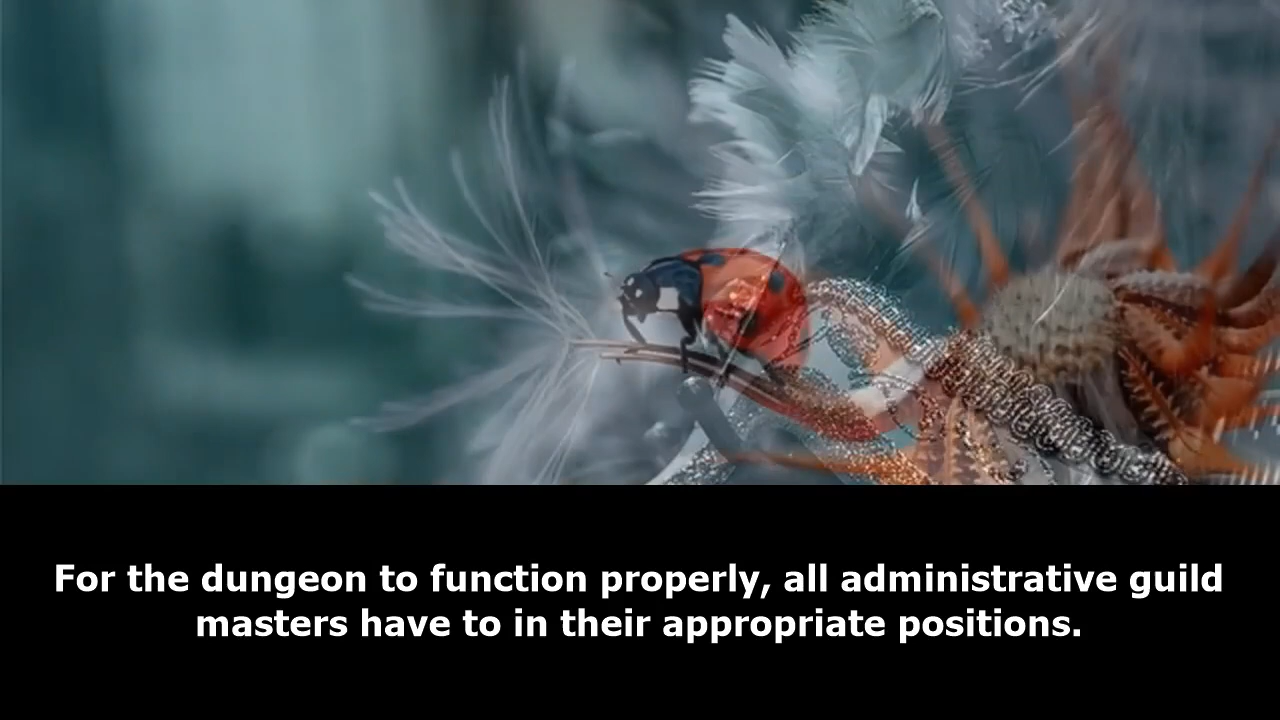 For the dungeon to function properly, all administrative guild
masters have to in their appropriate positions.